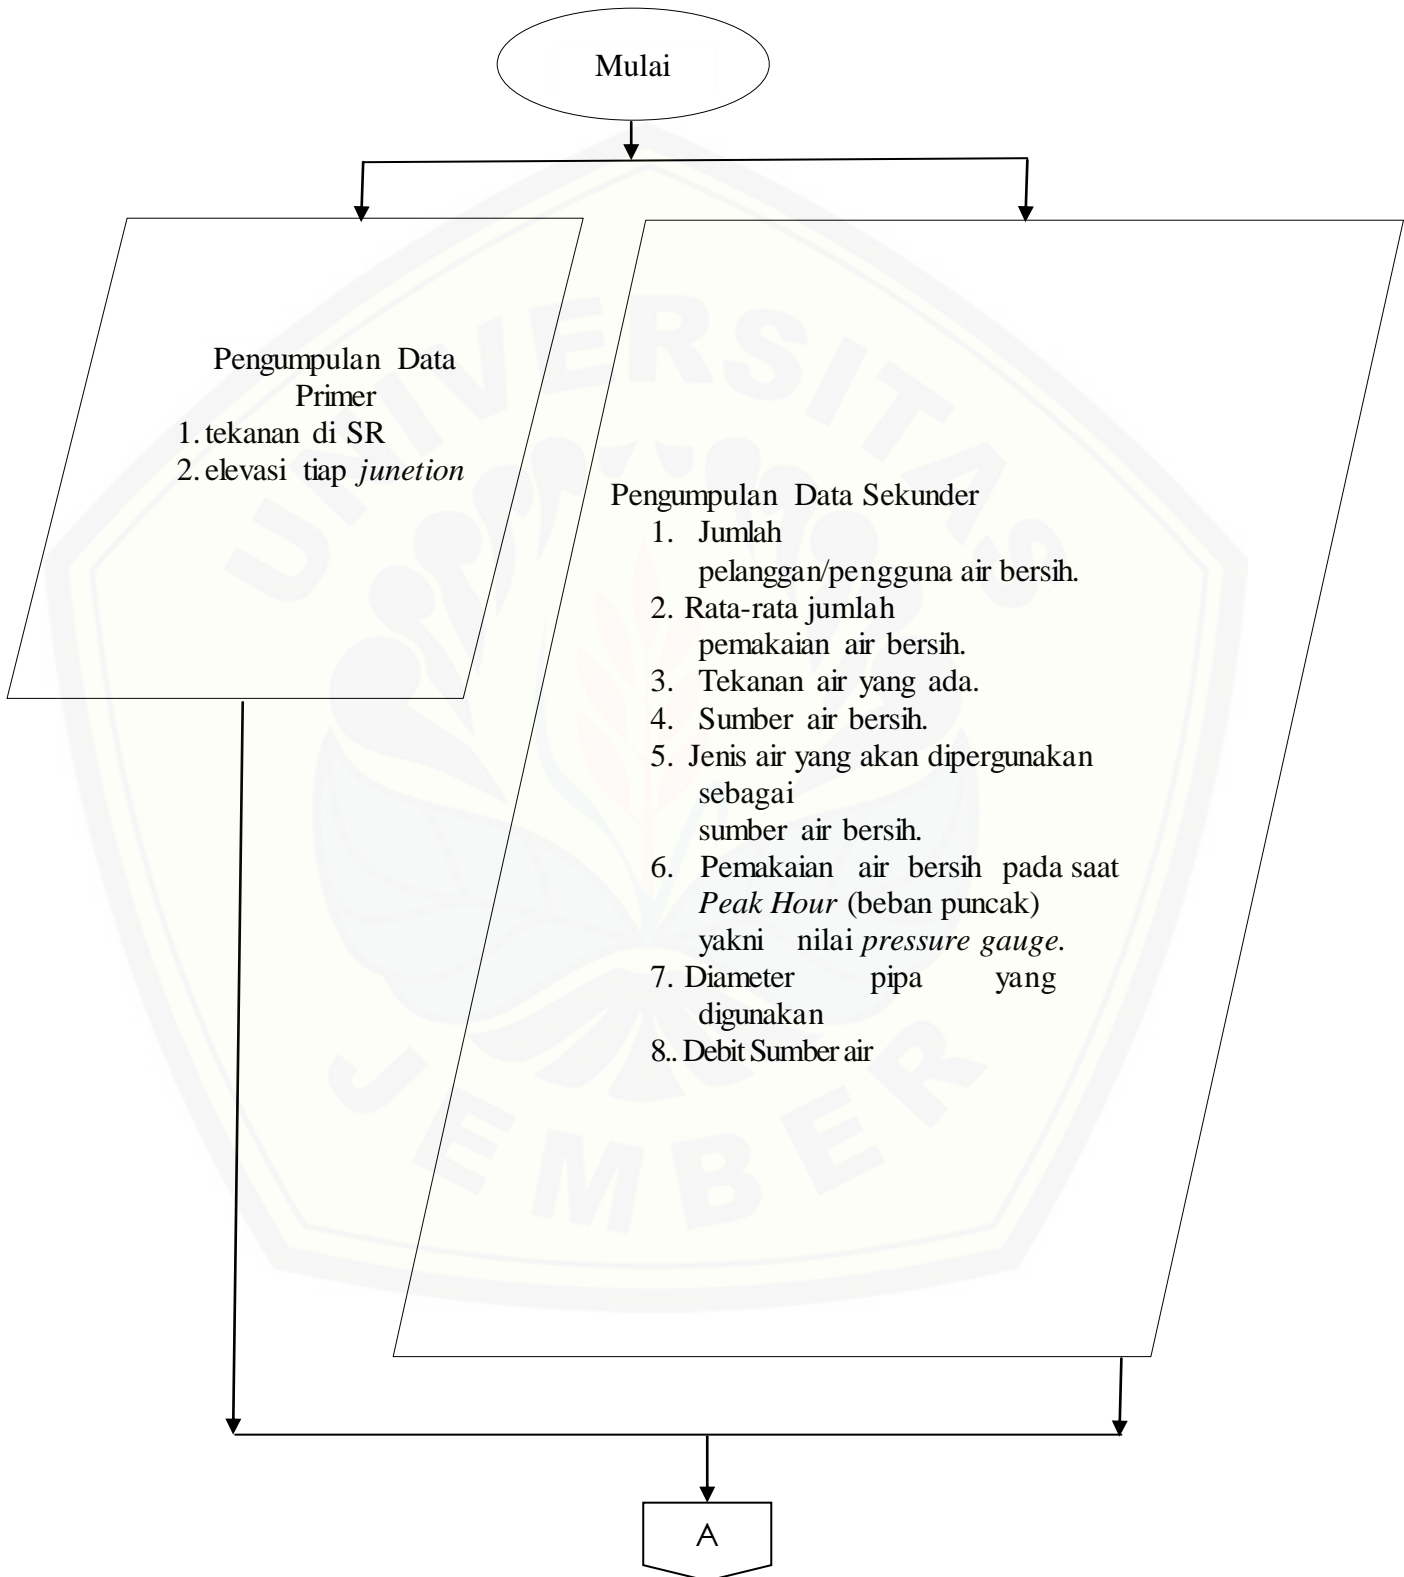 Mulai
Pengumpulan Data
Primer
1. tekanan di SR
2. elevasi tiap junetion
Pengumpulan Data Sekunder
1. Jumlah
pelanggan/pengguna air bersih.
2. Rata-rata jumlah
pemakaian air bersih.
3. Tekanan air yang ada.
4. Sumber air bersih.
5. Jenis air yang akan dipergunakan
sebagai
sumber air bersih.
6. Pemakaian air bersih pada saat
Peak Hour (beban puncak)
yakni nilai pressure gauge.
7. Diameter pipa yang
digunakan
8.. Debit Sumber air
A
UNIVERSITAS
JEMBER